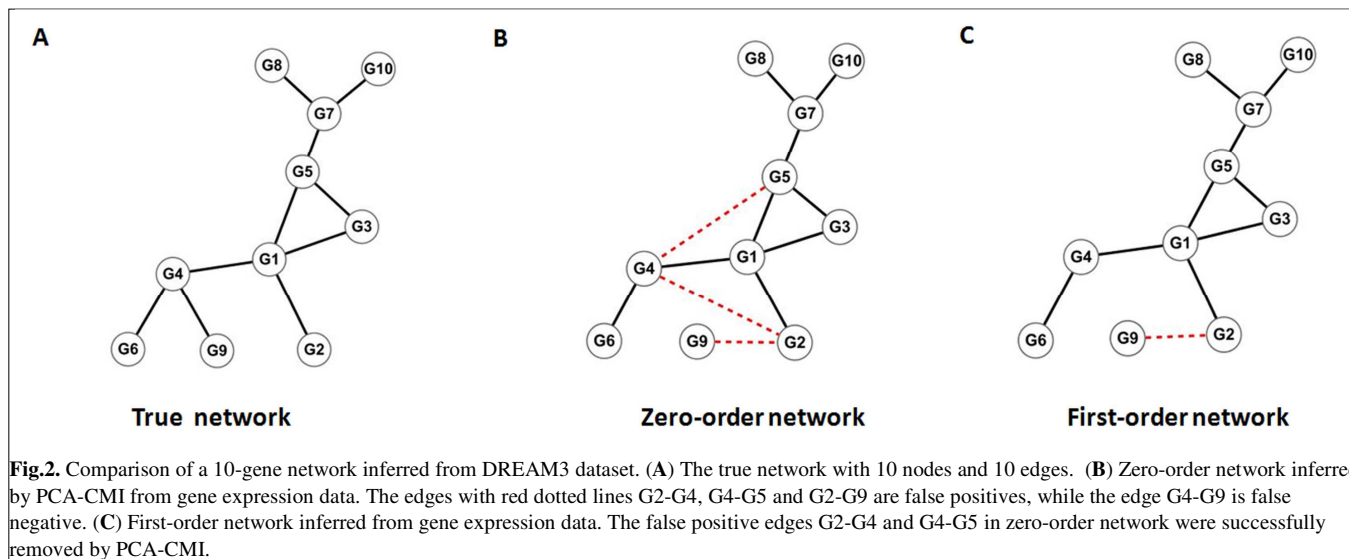 A
B
C
G8
G10
G7
G5
G3
G1
G4
G6
G9
G2
G8
G10
G7
G5
G3
G1
G4
G6
G9
G2
G8
G10
G7
G5
G3
G1
G4
G6
G9
G2
True network
Zero-order network
First-order network
Fig.2. Comparison of a 10-gene network inferred from DREAM3 dataset. (A) The true network with 10 nodes and 10 edges. (B) Zero-order network inferre
by PCA-CMI from gene expression data. The edges with red dotted lines G2-G4, G4-G5 and G2-G9 are false positives, while the edge G4-G9 is false
negative. (C) First-order network inferred from gene expression data. The false positive edges G2-G4 and G4-G5 in zero-order network were successfully
removed by PCA-CMI.